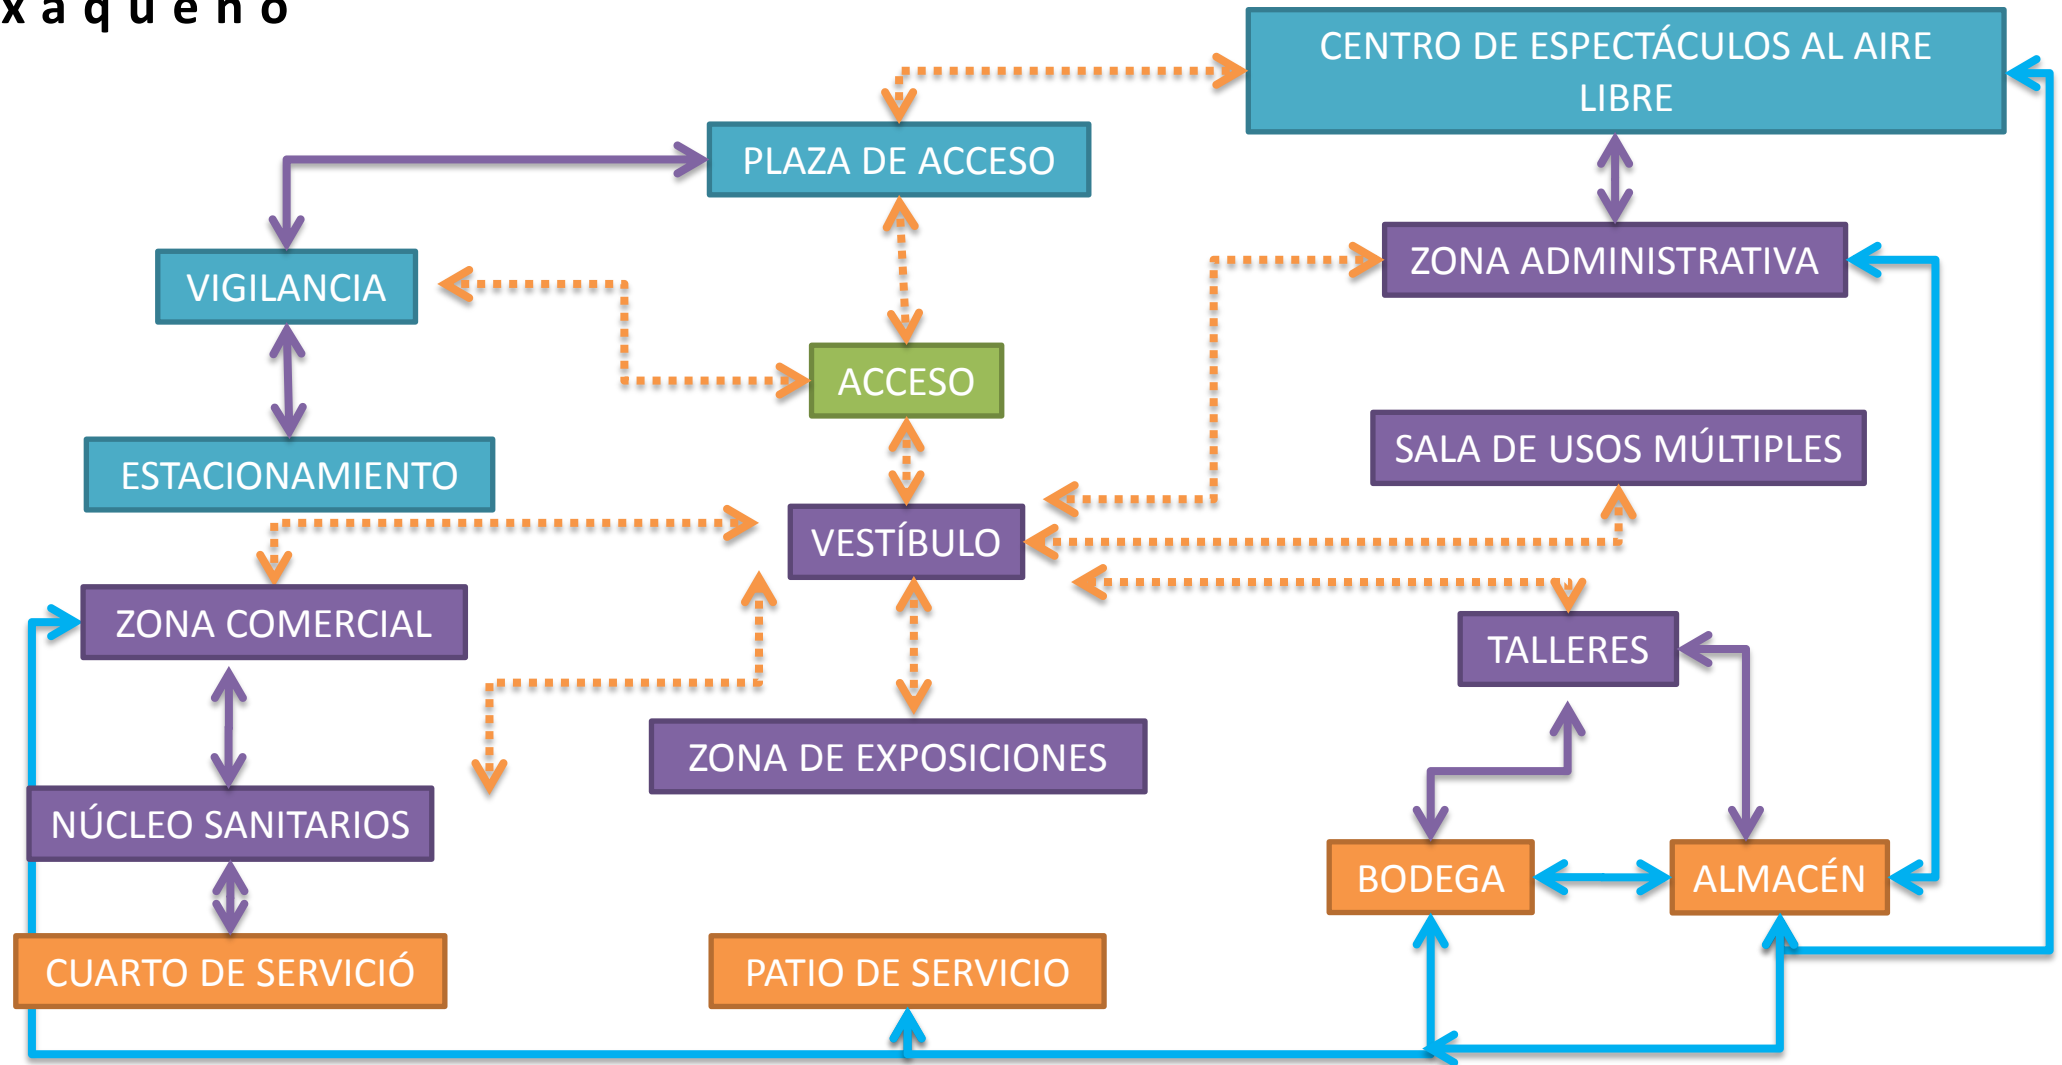 xaqueño
CENTRO DE ESPECTÁCULOS AL AIRE
LIBRE
PLAZA DE ACCESO
VIGILANCIA
ZONA ADMINISTRATIVA
ACCESO
SALA DE USOS MÚLTIPLES
ESTACIONAMIENTO
VESTÍBULO
ZONA COMERCIAL
TALLERES
ZONA DE EXPOSICIONES
NÚCLEO SANITARIOS
BODEGA
ALMACÉN
CUARTO DE SERVICIÓ
PATIO DE SERVICIO